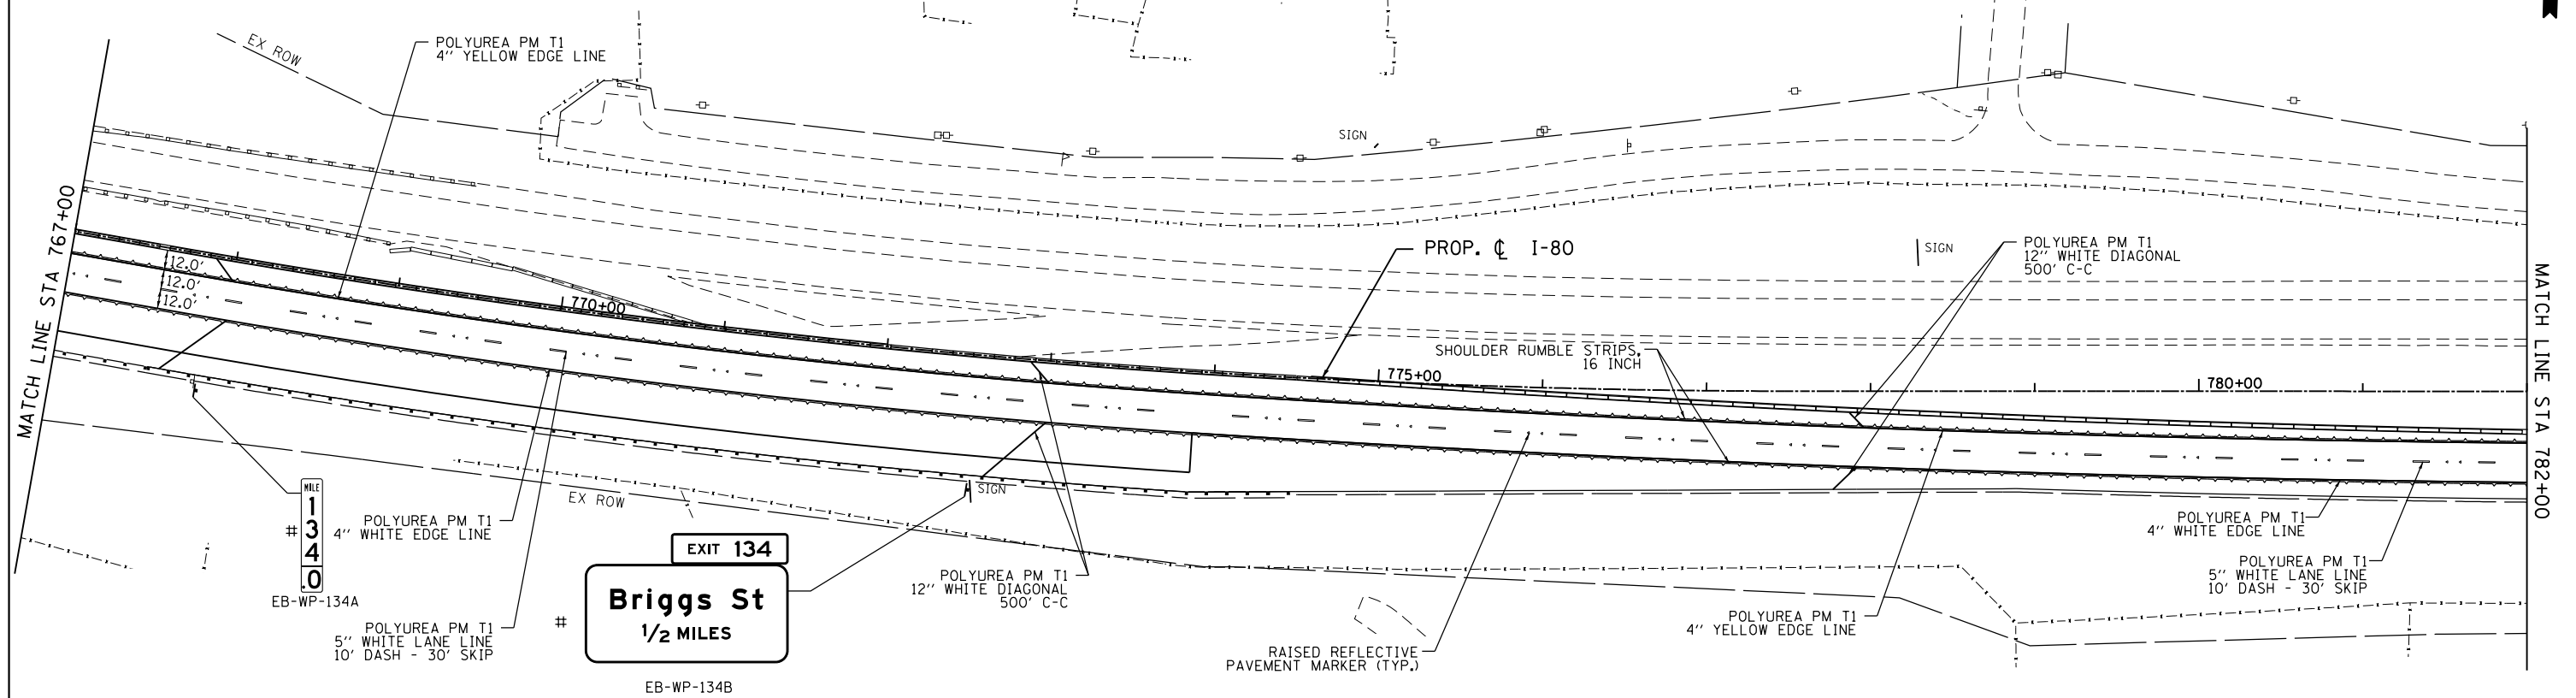 EX ROW
POLYUREA PM T1
4" YELLOW EDGE LINE
SIGN
MATCH LINE STA 767+00
12.0'
12.0'
12.0'
770+00
PROP. ℄ I-80
SIGN
POLYUREA PM T1
12" WHITE DIAGONAL
500' C-C
MATCH LINE STA 782+00
SHOULDER RUMBLE STRIPS,
16 INCH
775+00
780+00
MILE
1
3
4
.0
#
EB-WP-134A
POLYUREA PM T1
4" WHITE EDGE LINE
POLYUREA PM T1
5" WHITE LANE LINE
10' DASH - 30' SKIP
EX ROW
SIGN
EXIT 134
Briggs St
1/2 MILES
#
EB-WP-134B
POLYUREA PM T1
12" WHITE DIAGONAL
500' C-C
RAISED REFLECTIVE
PAVEMENT MARKER (TYP.)
POLYUREA PM T1
4" YELLOW EDGE LINE
POLYUREA PM T1
4" WHITE EDGE LINE
POLYUREA PM T1
5" WHITE LANE LINE
10' DASH - 30' SKIP